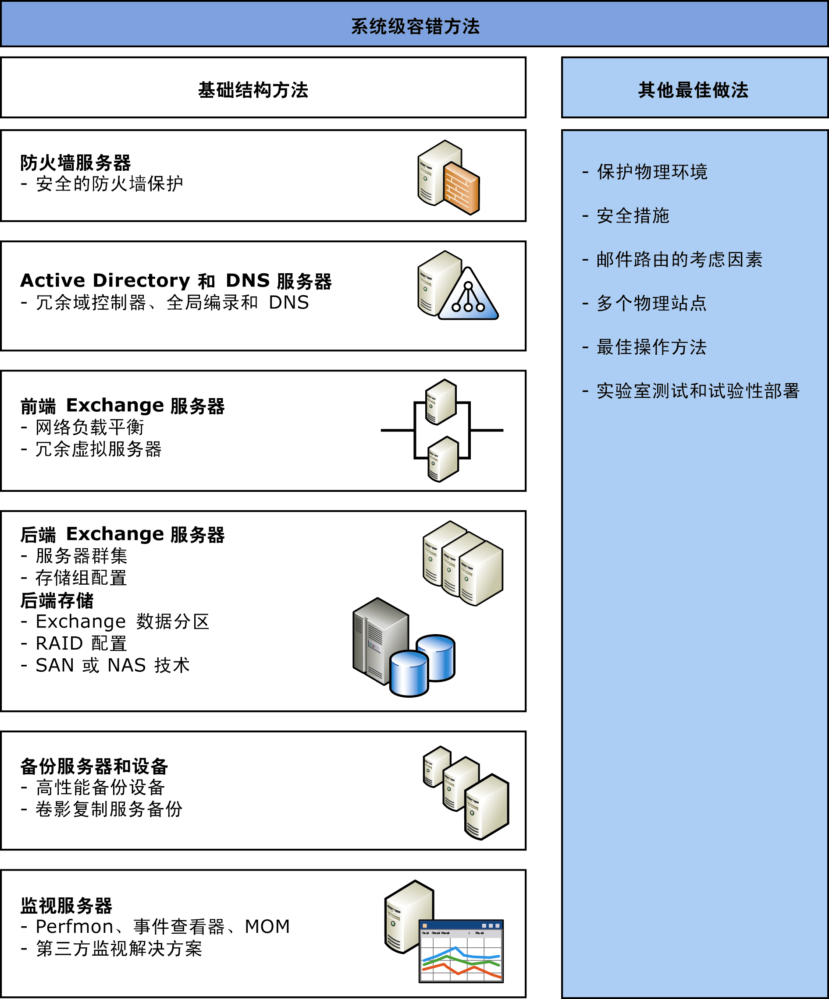 系统级容错方法
基础结构方法
防火墙服务器
- 安全的防火墙保护
Active Directory 和 DNS 服务器
- 冗余域控制器、全局编录和 DNS
前端 Exchange 服务器
- 网络负载平衡
- 冗余虚拟服务器
后端 Exchange 服务器
- 服务器群集
- 存储组配置
后端存储
- Exchange 数据分区
- RAID 配置
- SAN 或 NAS 技术
备份服务器和设备
- 高性能备份设备
- 卷影复制服务备份
监视服务器
- Perfmon、事件查看器、MOM
- 第三方监视解决方案
其他最佳做法
- 保护物理环境
- 安全措施
- 邮件路由的考虑因素
- 多个物理站点
- 最佳操作方法
- 实验室测试和试验性部署